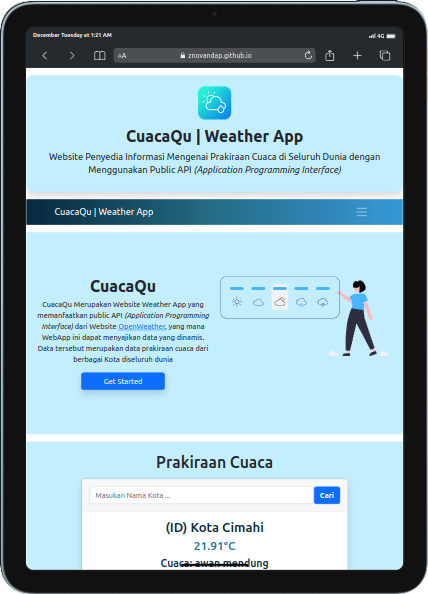 December Tuesday at 1:21 AM
4G
AA
znovandap.github.io
CuacaQu | Weather App
Website Penyedia Informasi Mengenai Prakiraan Cuaca di Seluruh Dunia dengan
Menggunakan Public API (Application Programming Interface)
CuacaQu | Weather App
CuacaQu
CuacaQu Merupakan Website Weather App yang
memanfaatkan public API (Application Programming
Interface) dari Website OpenWeather, yang mana
WebApp ini dapat menyajikan data yang dinamis.
Data tersebut merupakan data prakiraan cuaca dari
berbagai Kota diseluruh dunia
Get Started
Prakiraan Cuaca
Masukan Nama Kota ...
Cari
(ID) Kota Cimahi
21.91°C
Cuaca: awan mendung